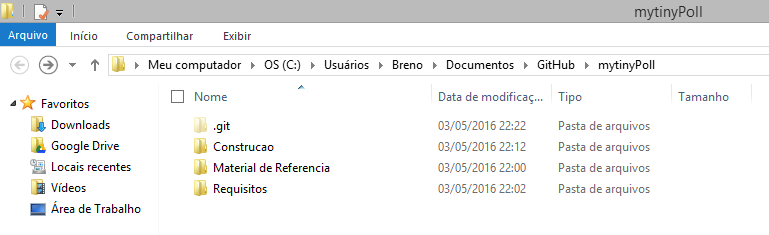 mytinyPoll
Arquivo Início Compartilhar Exibir
Meu computador OS (C:) Usuários Breno Documentos GitHub mytinyPoll
Favoritos
Downloads
Google Drive
Locais recentes
Vídeos
Área de Trabalho
Nome Data de modificaç... Tipo Tamanho
.git 03/05/2016 22:22 Pasta de arquivos
Construcao 03/05/2016 22:12 Pasta de arquivos
Material de Referencia 03/05/2016 22:00 Pasta de arquivos
Requisitos 03/05/2016 22:02 Pasta de arquivos